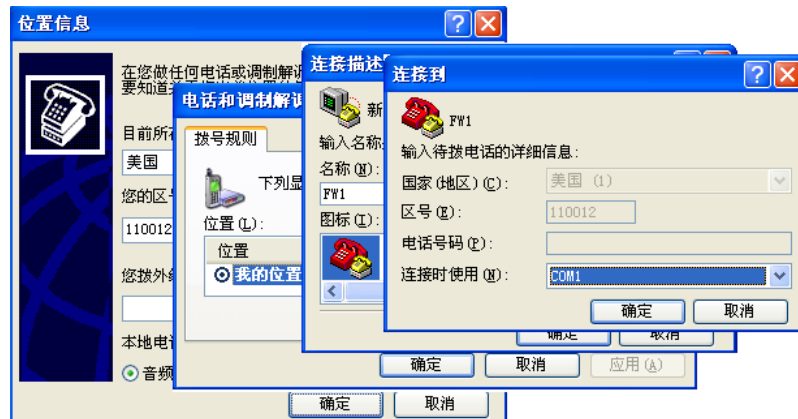 位置信息
在您做任何电话或调制解
要知道
目前所在
美国
您的区
110012
您拨外
本地电
音频
确定
取消
电话和调制解
拨号规则
下列显
位置(L):
位置
我的位置
确定
取消
应用(A)
连接描述
新
输入名称
名称(N):
FW1
图标(I):
确定
取消
连接到
FW1
输入待拨电话的详细信息:
国家(地区)(C):
美国 (1)
区号(E):
110012
电话号码(P):
连接时使用(N):
COM1
确定
取消